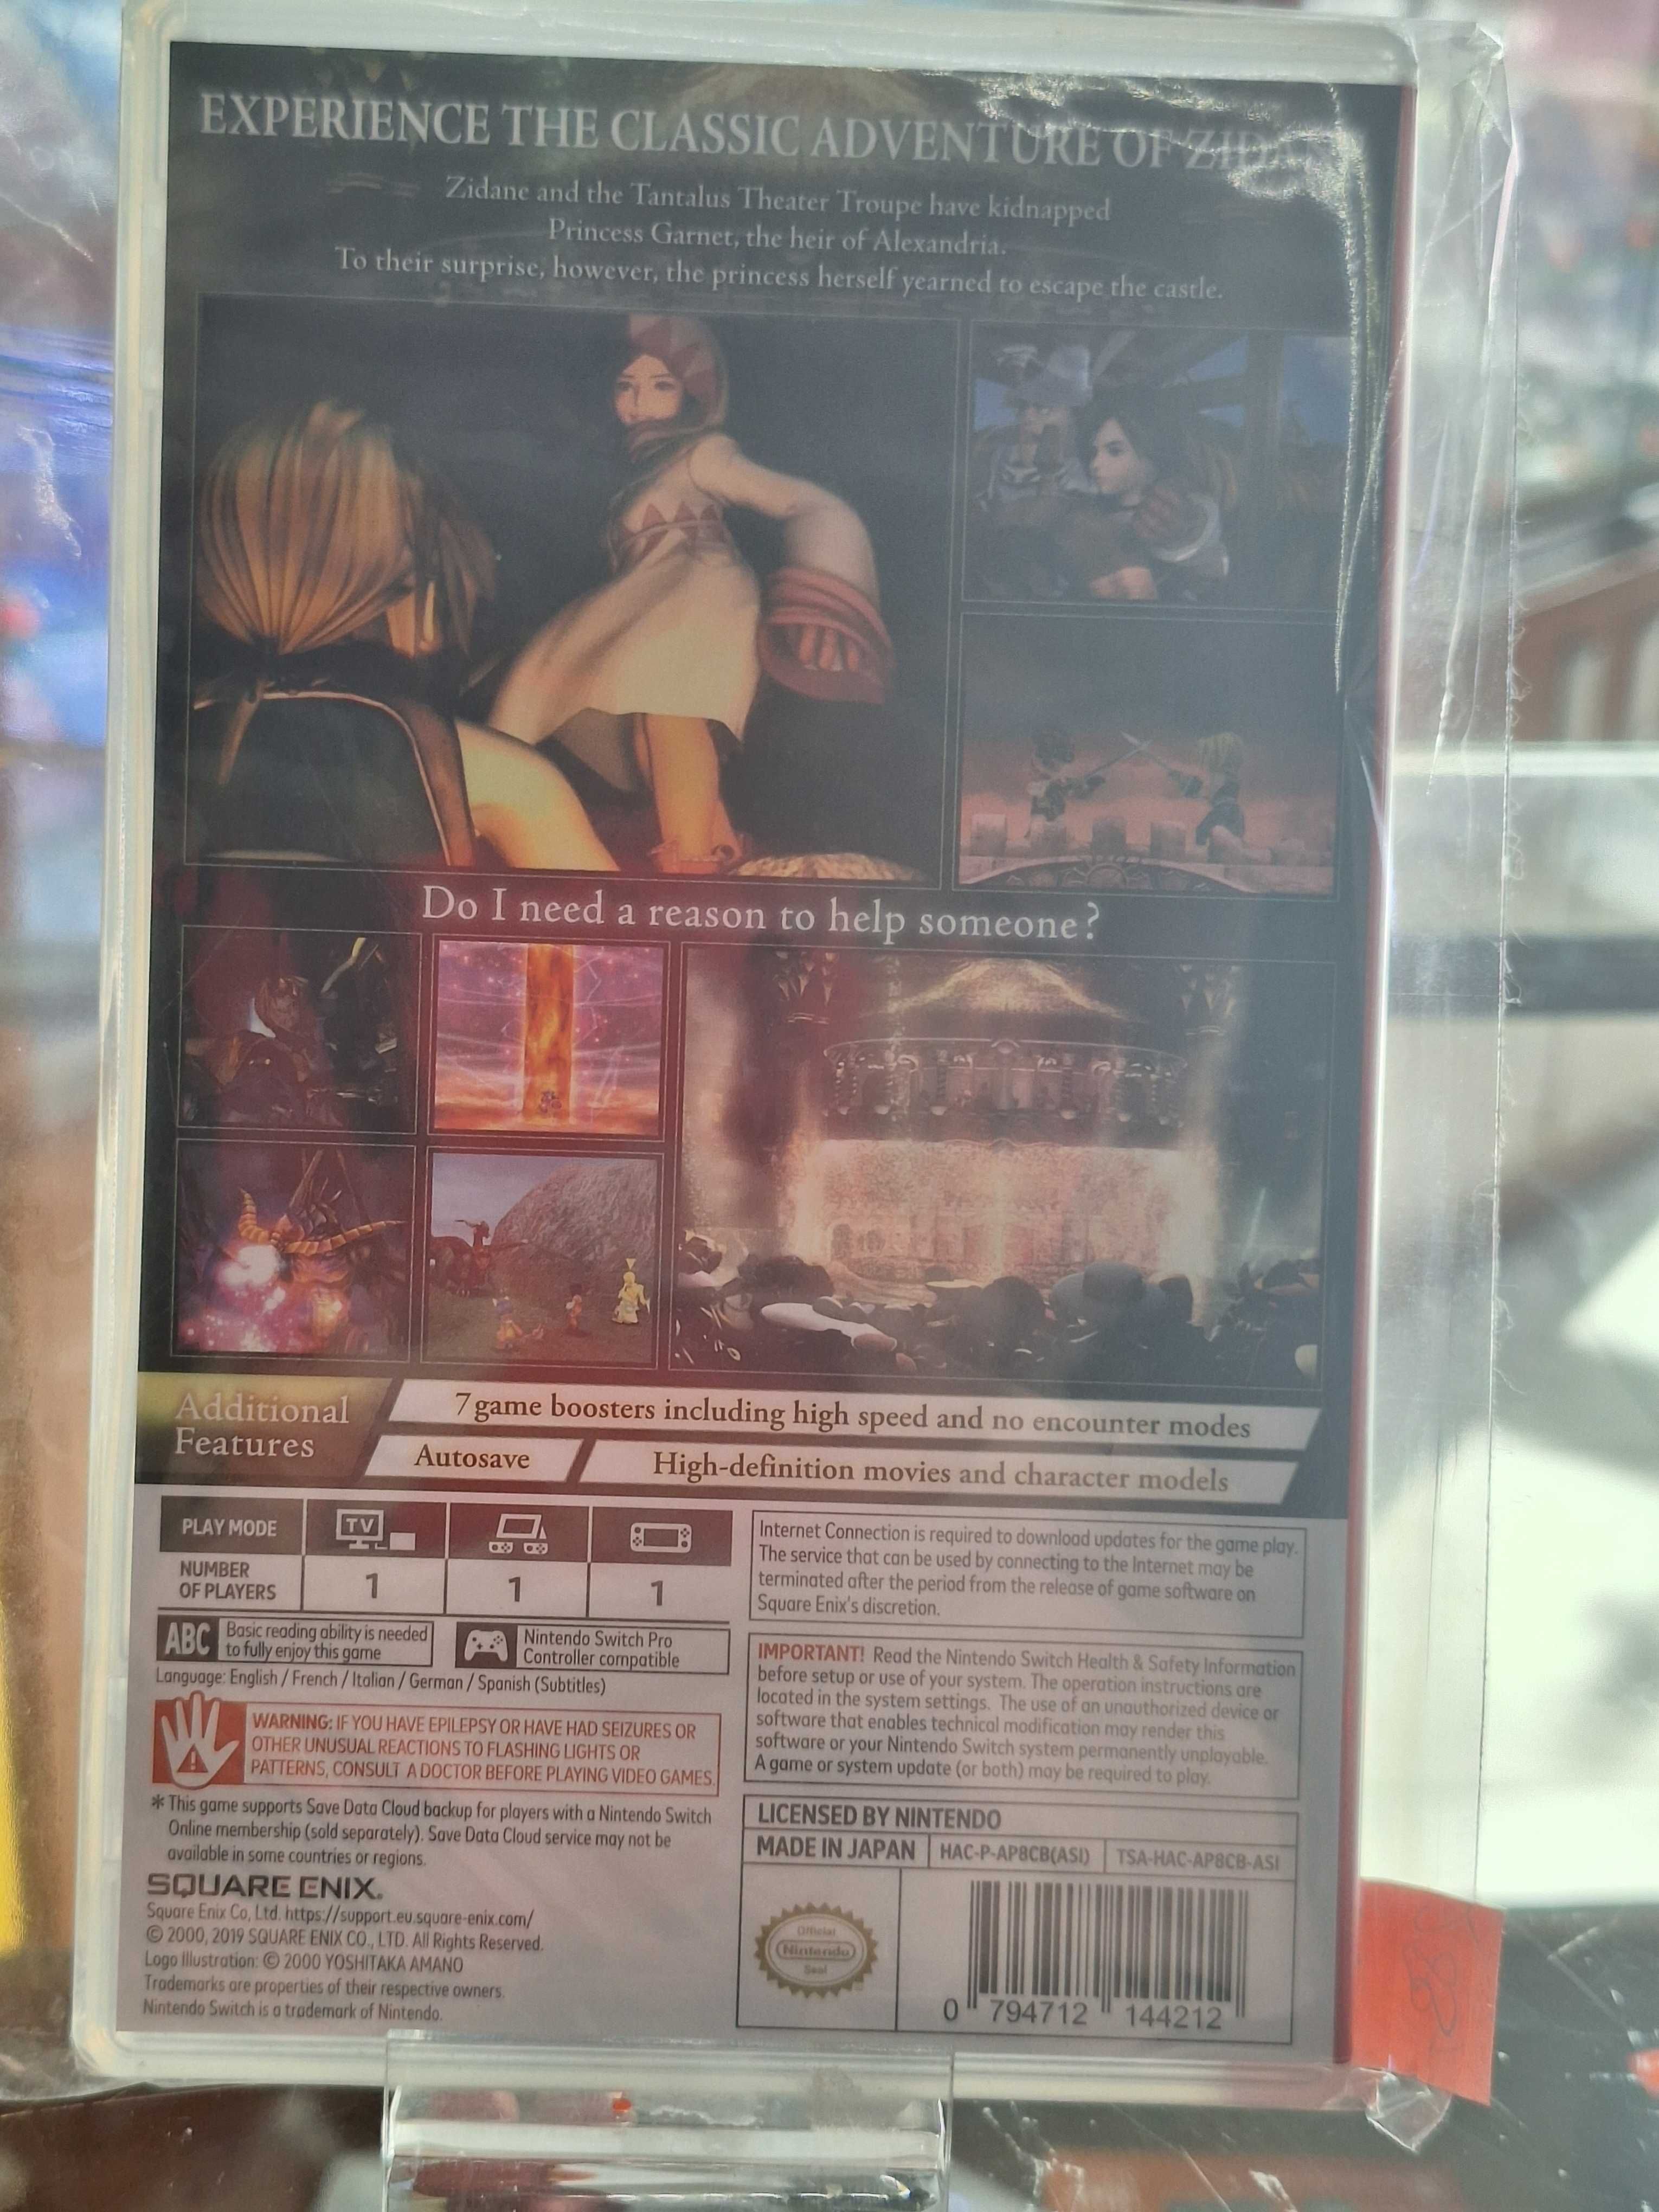 EXPERIENCE THE CLASSIC ADVENTURE OF
Zidane and the Tantalus Theater Troupe have kidnapped
Princess Garnet, the heir of Alexandria.
To their surprise, however, the princess herself yearned to escape the castle.
Do I need a reason to help someone?
Additional
Features
7 game boosters including high speed and no encounter modes
Autosave
High-definition movies and character models
PLAY MODE
TV
NUMBER
OF PLAYERS
1
1
1
ABC
Basic reading ability is needed
to fully enjoy this game
Nintendo Switch Pro
Controller compatible
Language: English / French / Italian / German / Spanish (Subtitles)
WARNING: IF YOU HAVE EPILEPSY OR HAVE HAD SEIZURES OR
OTHER UNUSUAL REACTIONS TO FLASHING LIGHTS OR
PATTERNS, CONSULT A DOCTOR BEFORE PLAYING VIDEO GAMES.
* This game supports Save Data Cloud backup for players with a Nintendo Switch
Online membership (sold separately). Save Data Cloud service may not be
available in some countries or regions.
SQUARE ENIX.
Square Enix Co, Ltd. https://support.eu.square-enix.com/
© 2000, 2019 SQUARE ENIX CO., LTD. All Rights Reserved.
Logo Illustration: © 2000 YOSHITAKA AMANO
Trademarks are properties of their respective owners.
Nintendo Switch is a trademark of Nintendo.
Internet Connection is required to download updates for the game play.
The service that can be used by connecting to the Internet may be
terminated after the period from the release of game software on
Square Enix's discretion.
IMPORTANT! Read the Nintendo Switch Health & Safety Information
before setup or use of your system. The operation instructions are
located in the system settings. The use of an unauthorized device or
software that enables technical modification may render this
software or your Nintendo Switch system permanently unplayable.
A game or system update (or both) may be required to play.
LICENSED BY NINTENDO
MADE IN JAPAN
HAC-P-AP8CB(ASI)
TSA-HAC-AP8CB-ASI
Official
Nintendo
Seal
0 794712 144212